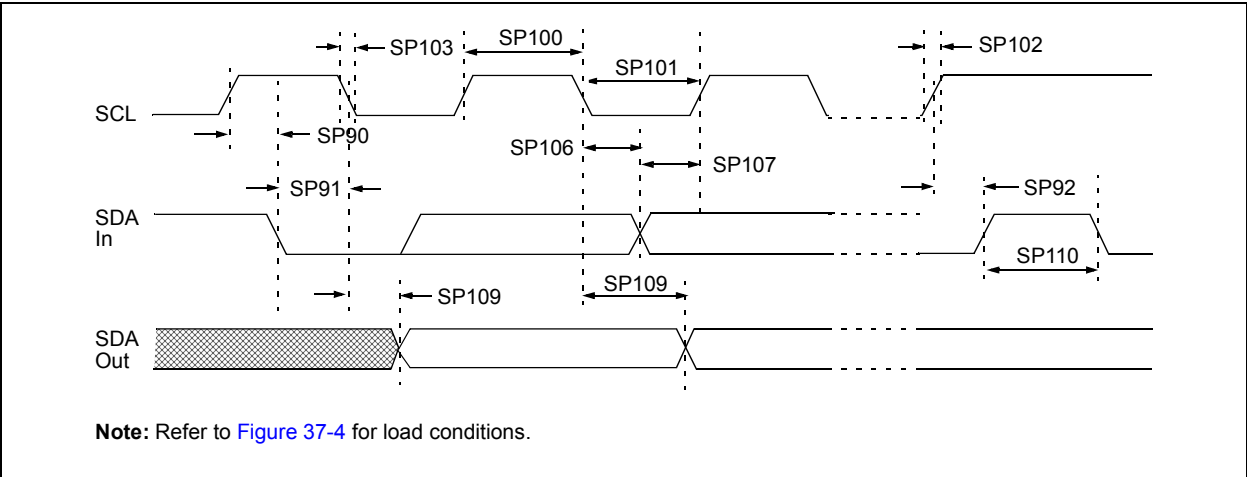 SP103
SP100
SP101
SP102
SCL
SP90
SP106
SP107
SP91
SP92
SDA
In
SP110
SP109
SP109
SDA
Out
Note: Refer to Figure 37-4 for load conditions.